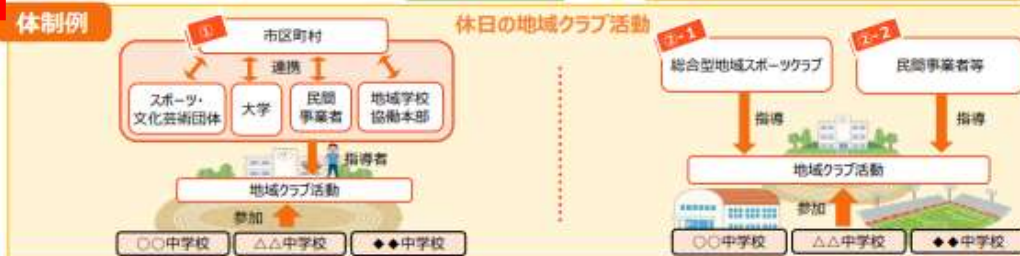 体制例
休日の地域クラブ活動
①
市区町村
連携
スポーツ・
文化芸術団体
大学
民間
事業者
地域学校
協働本部
指導者
地域クラブ活動
参加
○○中学校
△△中学校
◆◆中学校
②-1
総合型地域スポーツクラブ
②-2
民間事業者等
指導
指導
地域クラブ活動
参加
○○中学校
△△中学校
◆◆中学校